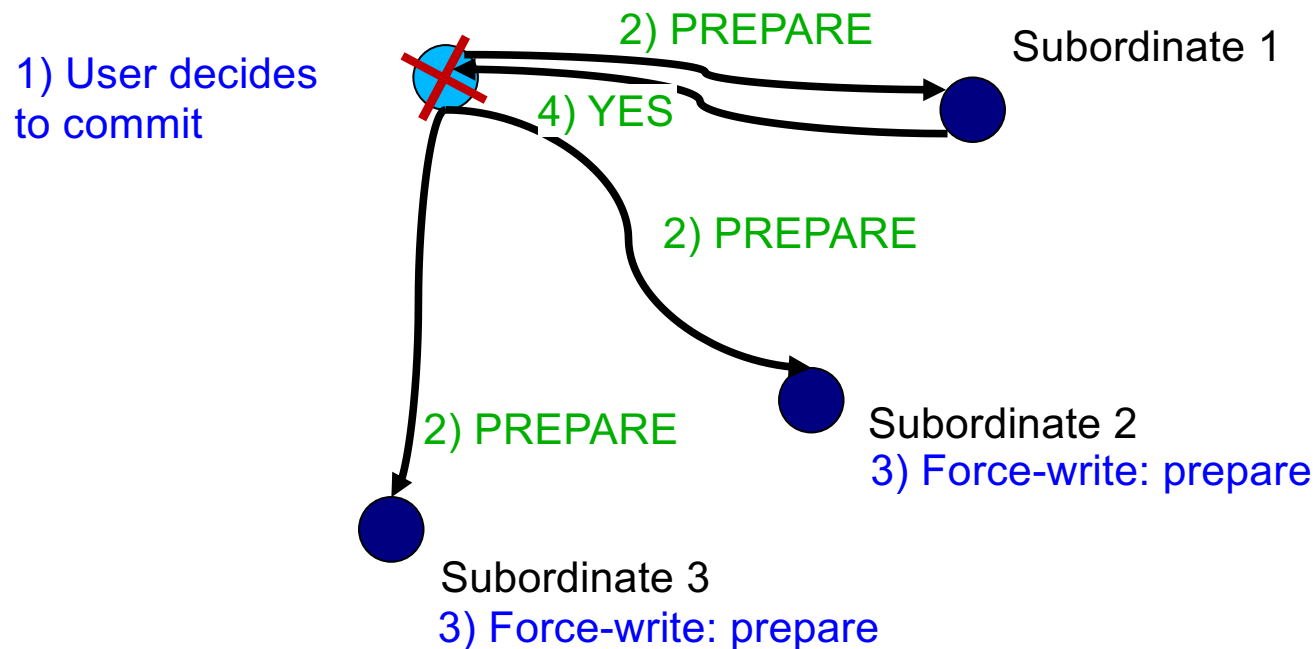 2) PREPARE
Subordinate 1
1) User decides
to commit
4) YES
2) PREPARE
2) PREPARE
Subordinate 2
3) Force-write: prepare
Subordinate 3
3) Force-write: prepare